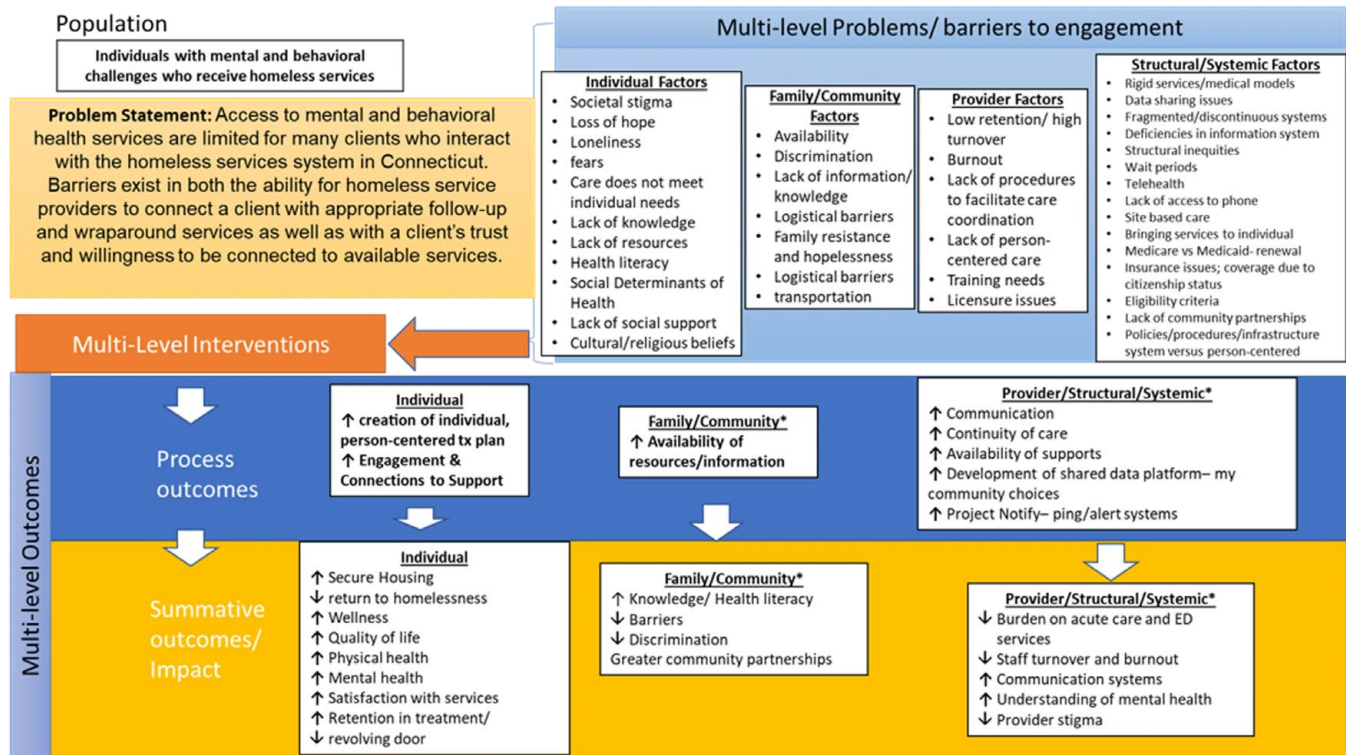 Population
Individuals with mental and behavioral
challenges who receive homeless services
Problem Statement: Access to mental and behavioral
health services are limited for many clients who interact
with the homeless services system in Connecticut.
Barriers exist in both the ability for homeless service
providers to connect a client with appropriate follow-up
and wraparound services as well as with a client's trust
and willingness to be connected to available services.
Multi-level Problems/ barriers to engagement
Individual Factors
• Societal stigma
• Loss of hope
• Loneliness
• fears
• Care does not meet
individual needs
• Lack of knowledge
• Lack of resources
• Health literacy
• Social Determinants of
Health
• Lack of social support
• Cultural/religious beliefs
Family/Community
Factors
• Availability
• Discrimination
• Lack of information/
knowledge
• Logistical barriers
• Family resistance
and hopelessness
• Logistical barriers
• transportation
Provider Factors
• Low retention/ high
turnover
• Burnout
• Lack of procedures
to facilitate care
coordination
• Lack of person-
centered care
• Training needs
• Licensure issues
Structural/Systemic Factors
• Rigid services/medical models
• Data sharing issues
• Fragmented/discontinuous systems
• Deficiencies in information system
• Structural inequities
• Wait periods
• Telehealth
• Lack of access to phone
• Site based care
• Bringing services to individual
• Medicare vs Medicaid- renewal
• Insurance issues; coverage due to
citizenship status
• Eligibility criteria
• Lack of community partnerships
• Policies/procedures/infrastructure
system versus person-centered
Multi-Level Interventions
Multi-level Outcomes
Process
outcomes
Individual
↑ creation of individual,
person-centered tx plan
↑ Engagement &
Connections to Support
Family/Community*
↑ Availability of
resources/information
Provider/Structural/Systemic*
↑ Communication
↑ Continuity of care
↑ Availability of supports
↑ Development of shared data platform– my
community choices
↑ Project Notify– ping/alert systems
Summative
outcomes/
Impact
Individual
↑ Secure Housing
↓ return to homelessness
↑ Wellness
↑ Quality of life
↑ Physical health
↑ Mental health
↑ Satisfaction with services
↑ Retention in treatment/
↓ revolving door
Family/Community*
↑ Knowledge/ Health literacy
↓ Barriers
↓ Discrimination
Greater community partnerships
Provider/Structural/Systemic*
↓ Burden on acute care and ED
services
↓ Staff turnover and burnout
↑ Communication systems
↑ Understanding of mental health
↓ Provider stigma